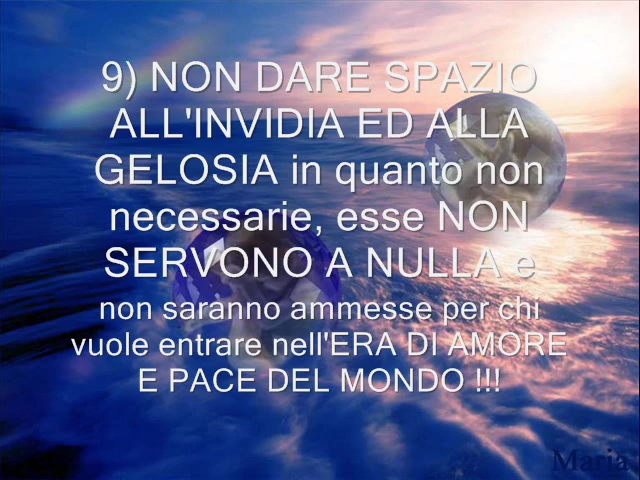 9) NON DARE SPAZIO
ALL'INVIDIA ED ALLA
GELOSIA in quanto non
necessarie, esse NON
SERVONO A NULLA e
non saranno ammesse per chi
vuole entrare nell'ERA DI AMORE
E PACE DEL MONDO !!!
Maria